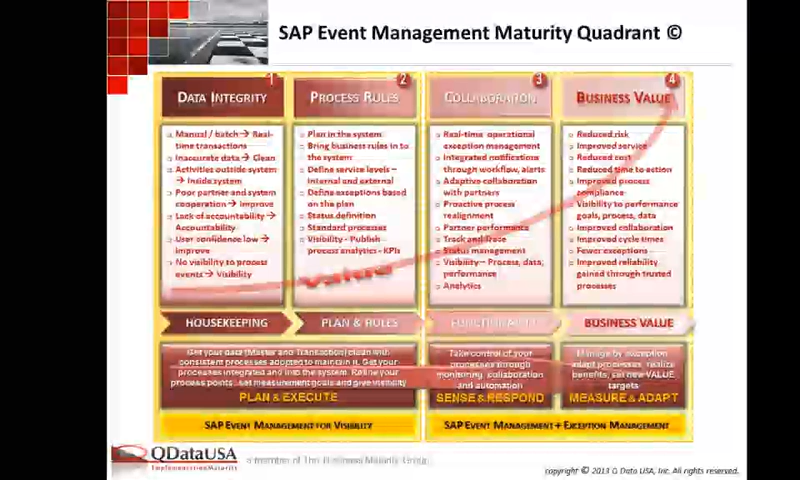 SAP Event Management Maturity Quadrant ©
1
DATA INTEGRITY
o Manual / batch → Real-
time transactions
o Inaccurate data → Clean
o Activities outside system
→ Inside system
o Poor partner and system
cooperation → Improve
o Lack of accountability →
Accountability
o User confidence low →
Improve
o No visibility to process
events → Visibility
2
PROCESS RULES
o Plan in the system
o Bring business rules in to
the system
o Define service levels –
internal and external
o Define exceptions based
on the plan
o Status definition
o Standard processes
o Visibility - Publish
process analytics - KPIs
3
COLLABORATION
o Real-time operational
exception management
o Integrated notifications
through workflow, alerts
o Adaptive collaboration
with partners
o Proactive process
realignment
o Partner performance
o Track and Trace
o Status management
o Visibility – Process, data,
performance
o Analytics
4
BUSINESS VALUE
o Reduced risk
o Improved service
o Reduced cost
o Reduced time to action
o Improved process
compliance
o Visibility to performance
goals, process, data
o Improved collaboration
o Improved cycle times
o Fewer exceptions
o Improved reliability
gained through trusted
processes
Value
HOUSEKEEPING
PLAN & RULES
FUNCTIONALITY
BUSINESS VALUE
Get your data (Master and Transaction) clean with
consistent processes adopted to maintain it. Get your
processes integrated and into the system. Refine your
process points , set measurement goals and give visibility
PLAN & EXECUTE
Take control of your
processes through
monitoring, collaboration
and automation
SENSE & RESPOND
Manage by exception
adapt processes, realize
benefits, set new VALUE
targets
MEASURE & ADAPT
SAP EVENT MANAGEMENT FOR VISIBILITY
SAP EVENT MANAGEMENT + EXCEPTION MANAGEMENT
QDATAUSA
ImplementationMaturity
a member of The Business Maturity Group
copyright © 2013 Q Data USA, Inc. All rights reserved.